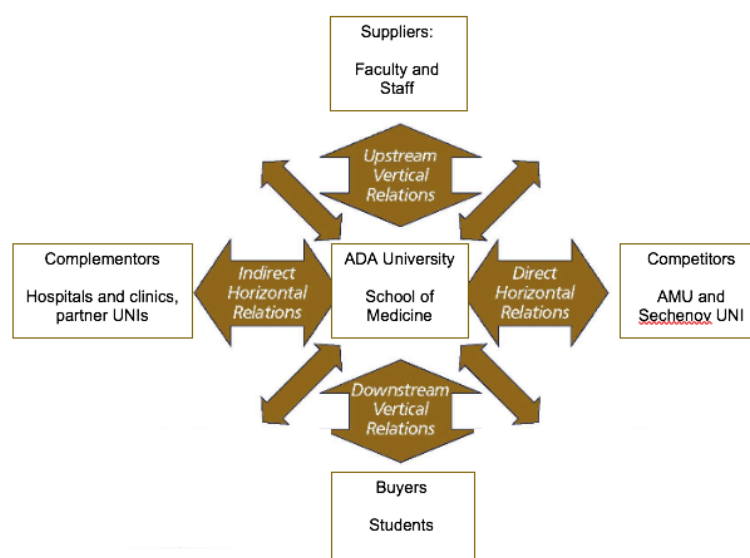 Suppliers:
Faculty and
Staff
Upstream
Vertical
Relations
Complementors
Hospitals and clinics,
partner UNIs
Indirect
Horizontal
Relations
ADA University
School of
Medicine
Direct
Horizontal
Relations
Competitors
AMU and
Sechenov UNI
Downstream
Vertical
Relations
Buyers
Students